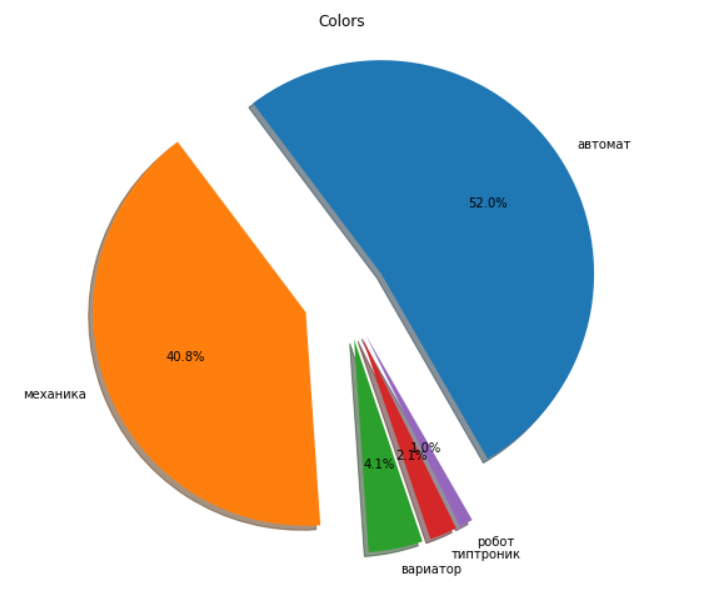 Colors
автомат
52.0%
40.8%
механика
1.0%
2.1%
4.1%
робот
типтроник
вариатор